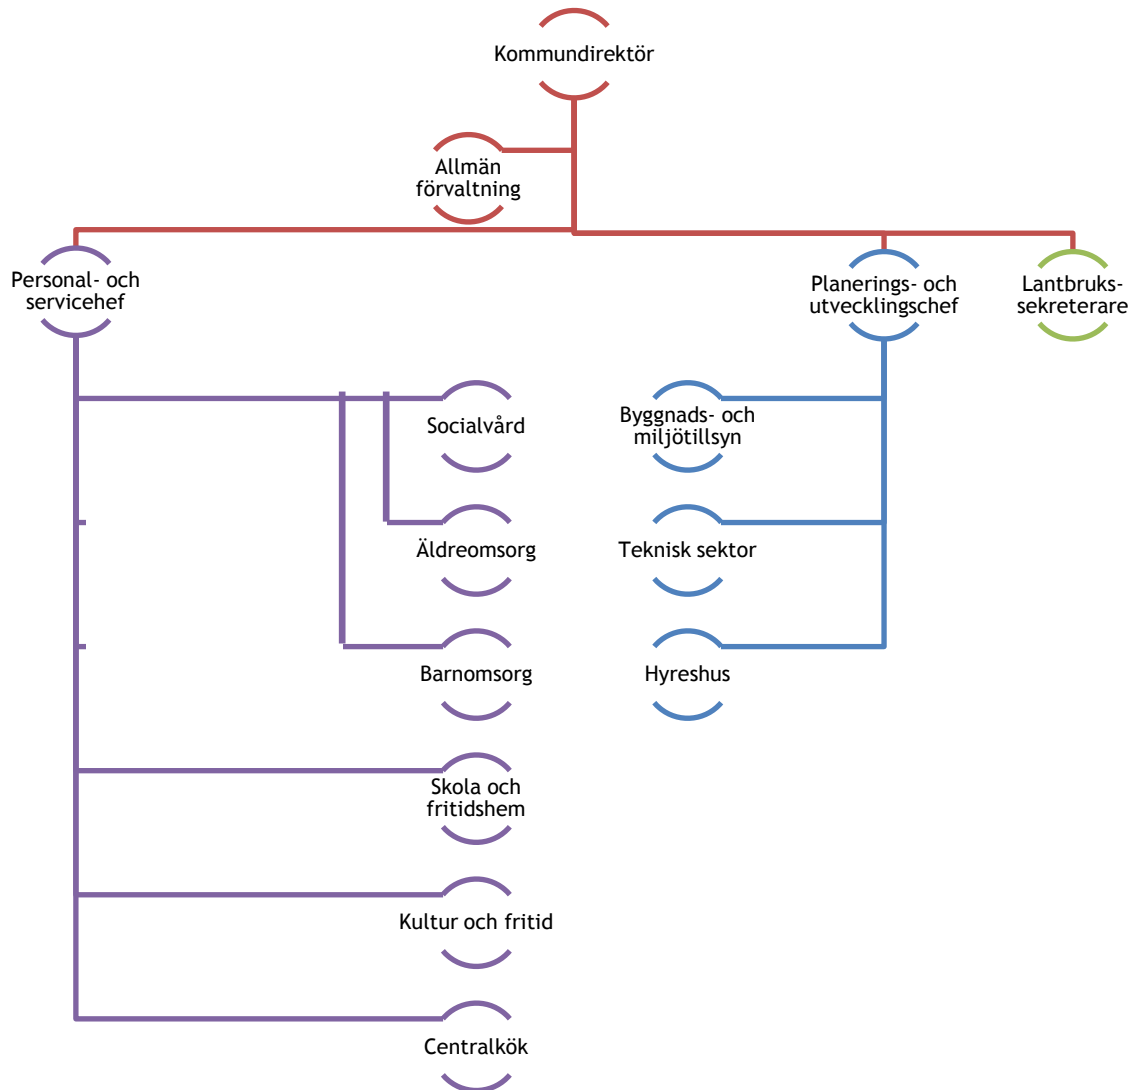 Kommundirektör
Allmän
förvaltning
Personal- och
servicehef
Planerings- och
utvecklingschef
Lantbruks-
sekreterare
Socialvård
Byggnads- och
miljötillsyn
Äldreomsorg
Teknisk sektor
Barnomsorg
Hyreshus
Skola och
fritidshem
Kultur och fritid
Centralkök